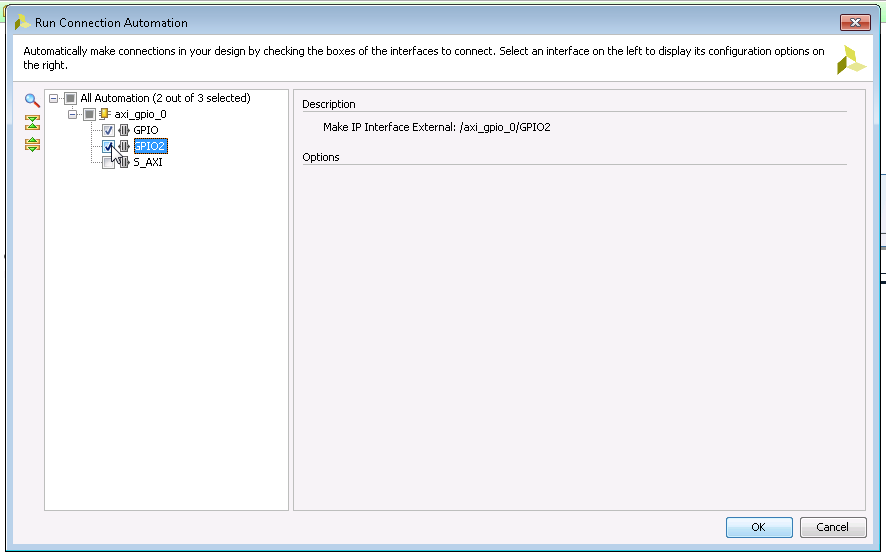 Run Connection Automation
Automatically make connections in your design by checking the boxes of the interfaces to connect. Select an interface on the left to display its configuration options on
the right.
All Automation (2 out of 3 selected)
axi_gpio_0
GPIO
GPIO2
S_AXI
Description
Make IP Interface External: /axi_gpio_0/GPIO2
Options
OK
Cancel